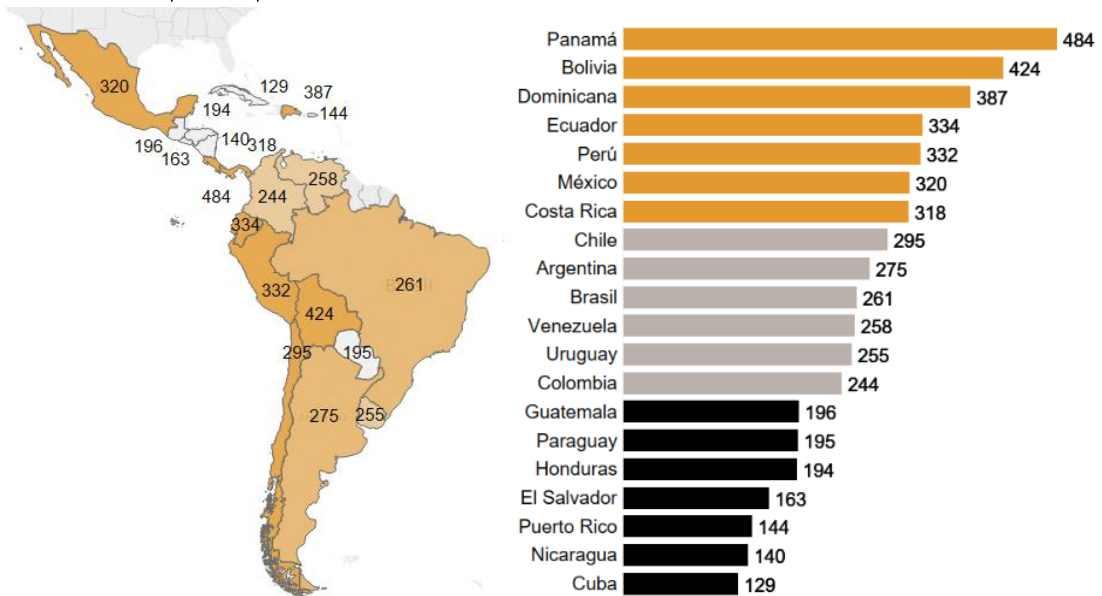 320
129
387
194
144
196
140
318
163
484
258
244
334
261
332
424
295
195
275
255
Panamá 484
Bolivia 424
Dominicana 387
Ecuador 334
Perú 332
México 320
Costa Rica 318
Chile 295
Argentina 275
Brasil 261
Venezuela 258
Uruguay 255
Colombia 244
Guatemala 196
Paraguay 195
Honduras 194
El Salvador 163
Puerto Rico 144
Nicaragua 140
Cuba 129